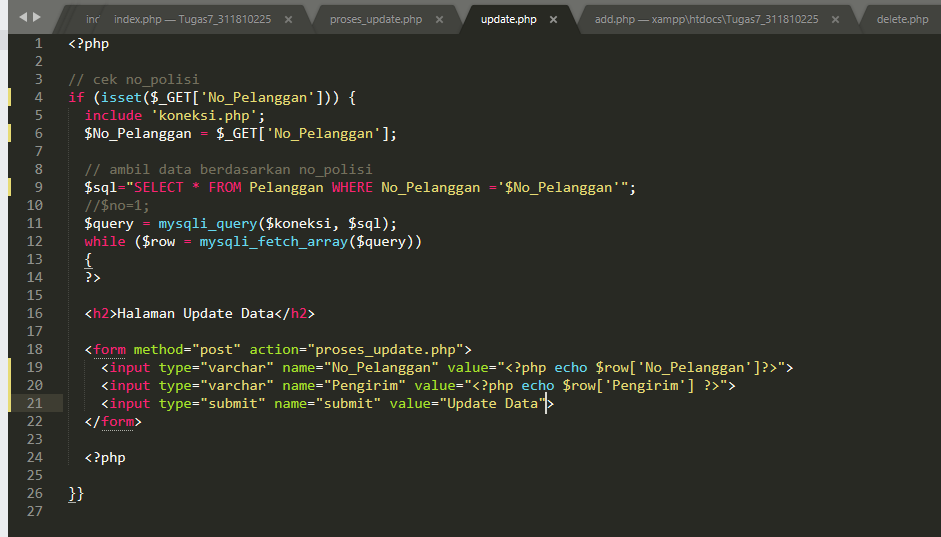 inc index.php — Tugas7_311810225 × proses_update.php × update.php × add.php — xampp\htdocs\Tugas7_311810225 × delete.php
1 <?php
2
3 // cek no_polisi
4 if (isset($_GET['No_Pelanggan'])) {
5 include 'koneksi.php';
6 $No_Pelanggan = $_GET['No_Pelanggan'];
7
8 // ambil data berdasarkan no_polisi
9 $sql="SELECT * FROM Pelanggan WHERE No_Pelanggan ='$No_Pelanggan'";
10 //$no=1;
11 $query = mysqli_query($koneksi, $sql);
12 while ($row = mysqli_fetch_array($query))
13 {
14 ?>
15
16 <h2>Halaman Update Data</h2>
17
18 <form method="post" action="proses_update.php">
19 <input type="varchar" name="No_Pelanggan" value="<?php echo $row['No_Pelanggan']?>">
20 <input type="varchar" name="Pengirim" value="<?php echo $row['Pengirim'] ?>">
21 <input type="submit" name="submit" value="Update Data">
22 </form>
23
24 <?php
25
26 }}
27